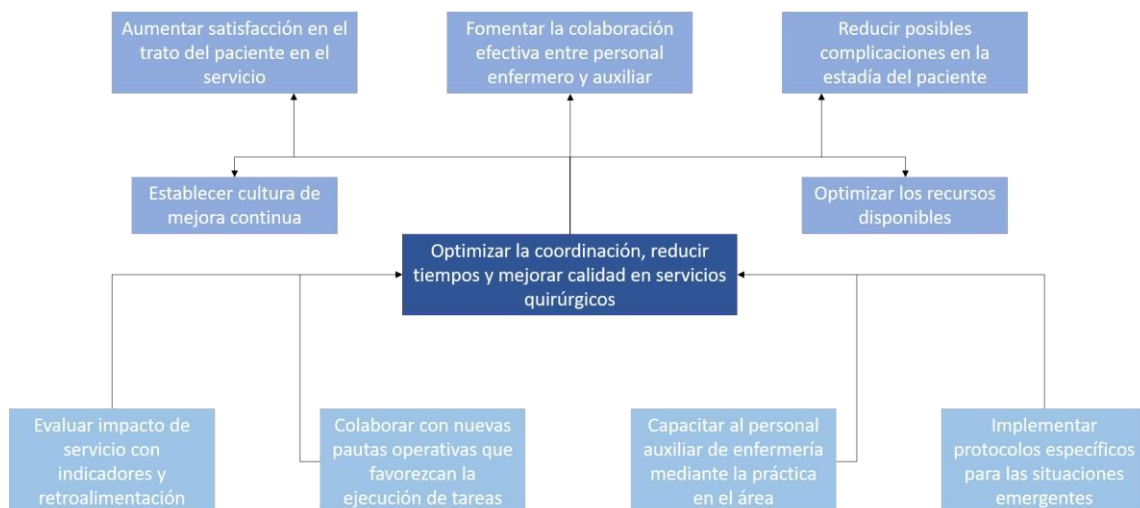 Aumentar satisfacción en el
trato del paciente en el
servicio
Fomentar la colaboración
efectiva entre personal
enfermero y auxiliar
Reducir posibles
complicaciones en la
estadía del paciente
Establecer cultura de
mejora continua
Optimizar los recursos
disponibles
Optimizar la coordinación, reducir
tiempos y mejorar calidad en servicios
quirúrgicos
Evaluar impacto de
servicio con
indicadores y
retroalimentación
Colaborar con nuevas
pautas operativas que
favorezcan la
ejecución de tareas
Capacitar al personal
auxiliar de enfermería
mediante la práctica
en el área
Implementar
protocolos específicos
para las situaciones
emergentes